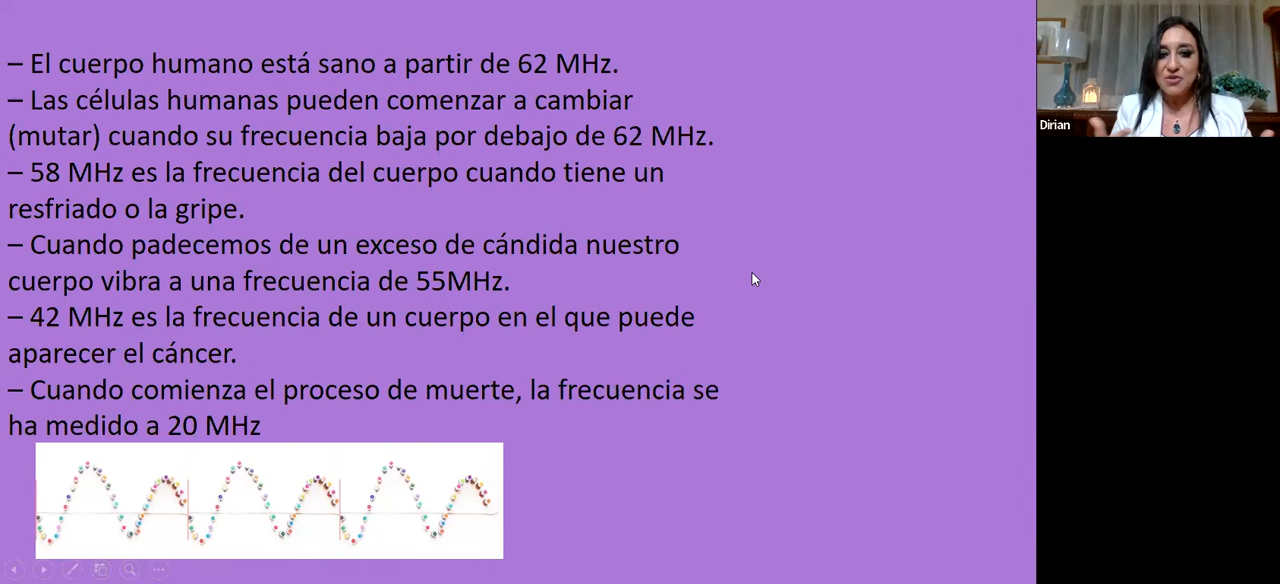 – El cuerpo humano está sano a partir de 62 MHz.
– Las células humanas pueden comenzar a cambiar
(mutar) cuando su frecuencia baja por debajo de 62 MHz.
– 58 MHz es la frecuencia del cuerpo cuando tiene un
resfriado o la gripe.
– Cuando padecemos de un exceso de cándida nuestro
cuerpo vibra a una frecuencia de 55MHz.
– 42 MHz es la frecuencia de un cuerpo en el que puede
aparecer el cáncer.
– Cuando comienza el proceso de muerte, la frecuencia se
ha medido a 20 MHz
Dirian